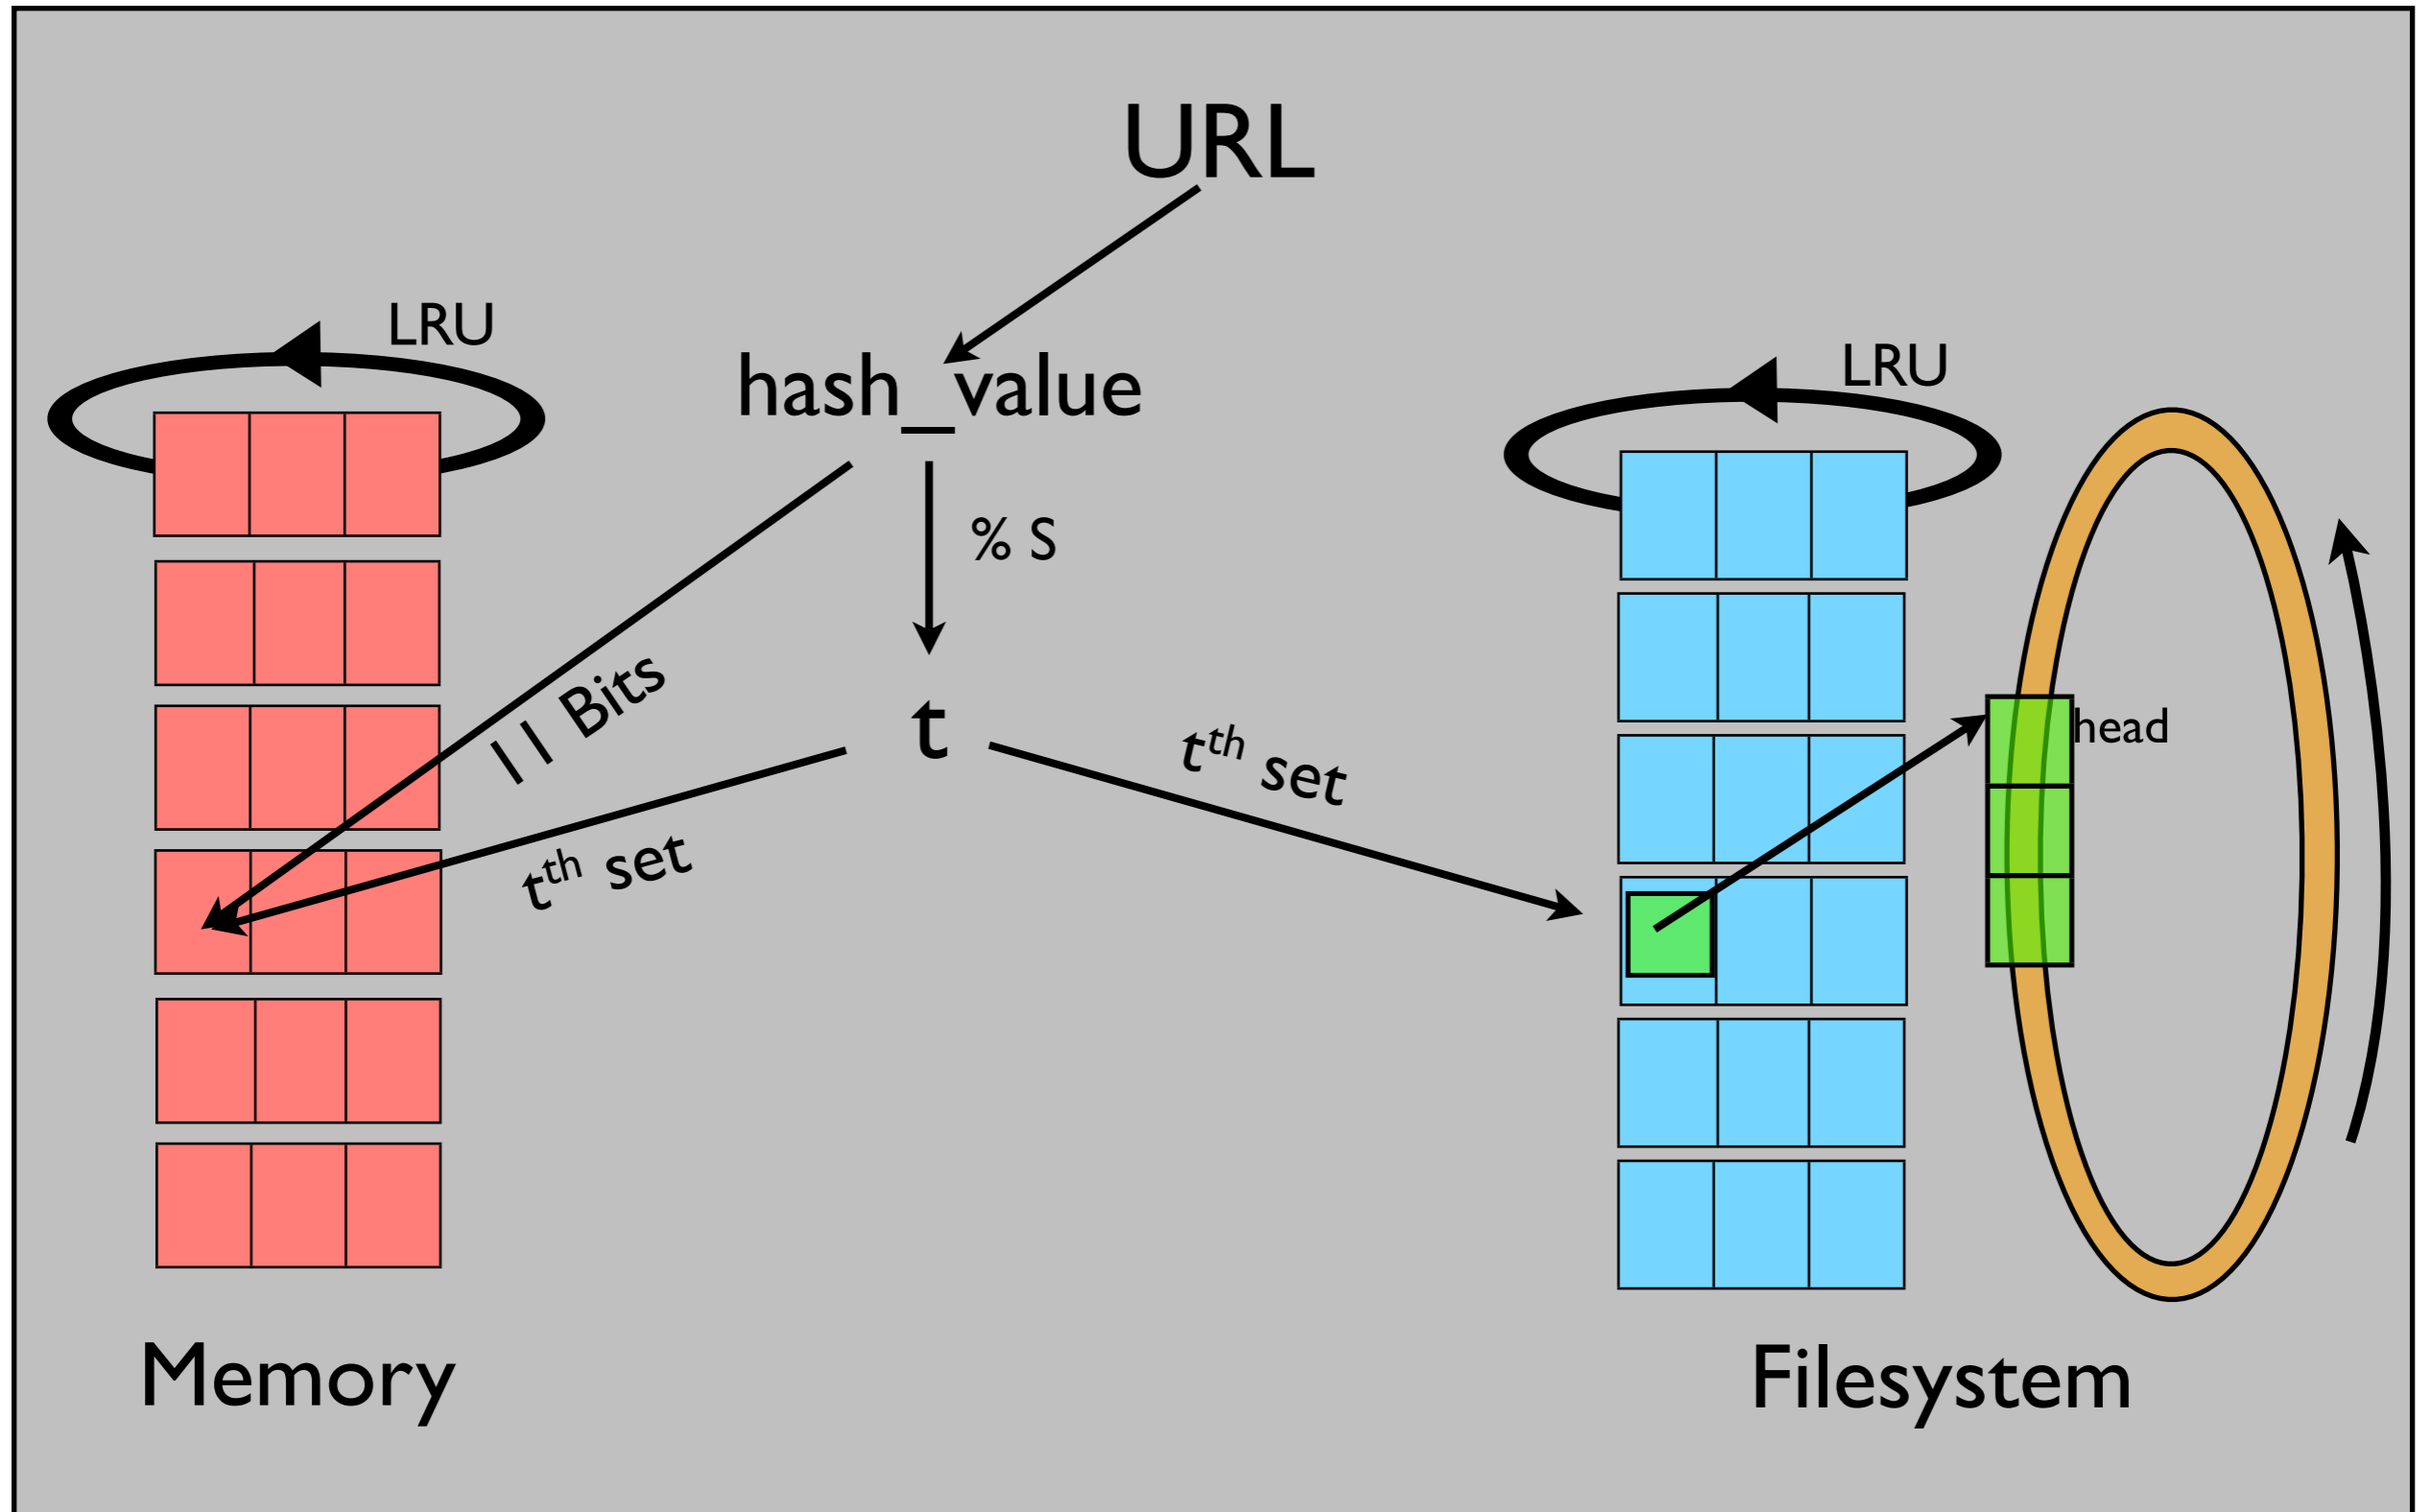 URL
LRU
hash_value
LRU
% S
11 Bits
t
tth set
tth set
head
Memory
Filesystem